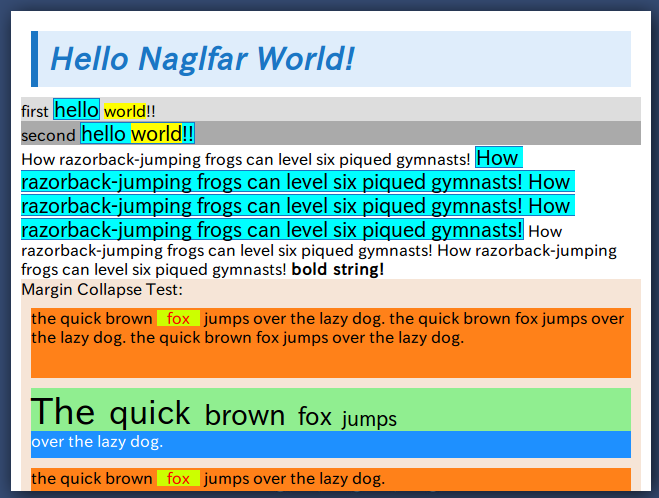 Hello Naglfar World!
first hello world!!
second hello world!!
How razorback-jumping frogs can level six piqued gymnasts! How
razorback-jumping frogs can level six piqued gymnasts! How
razorback-jumping frogs can level six piqued gymnasts! How
razorback-jumping frogs can level six piqued gymnasts! How
razorback-jumping frogs can level six piqued gymnasts! How razorback-jumping
frogs can level six piqued gymnasts! bold string!
Margin Collapse Test:
the quick brown fox jumps over the lazy dog. the quick brown fox jumps over
the lazy dog. the quick brown fox jumps over the lazy dog.
The quick brown fox jumps
over the lazy dog.
the quick brown fox jumps over the lazy dog.